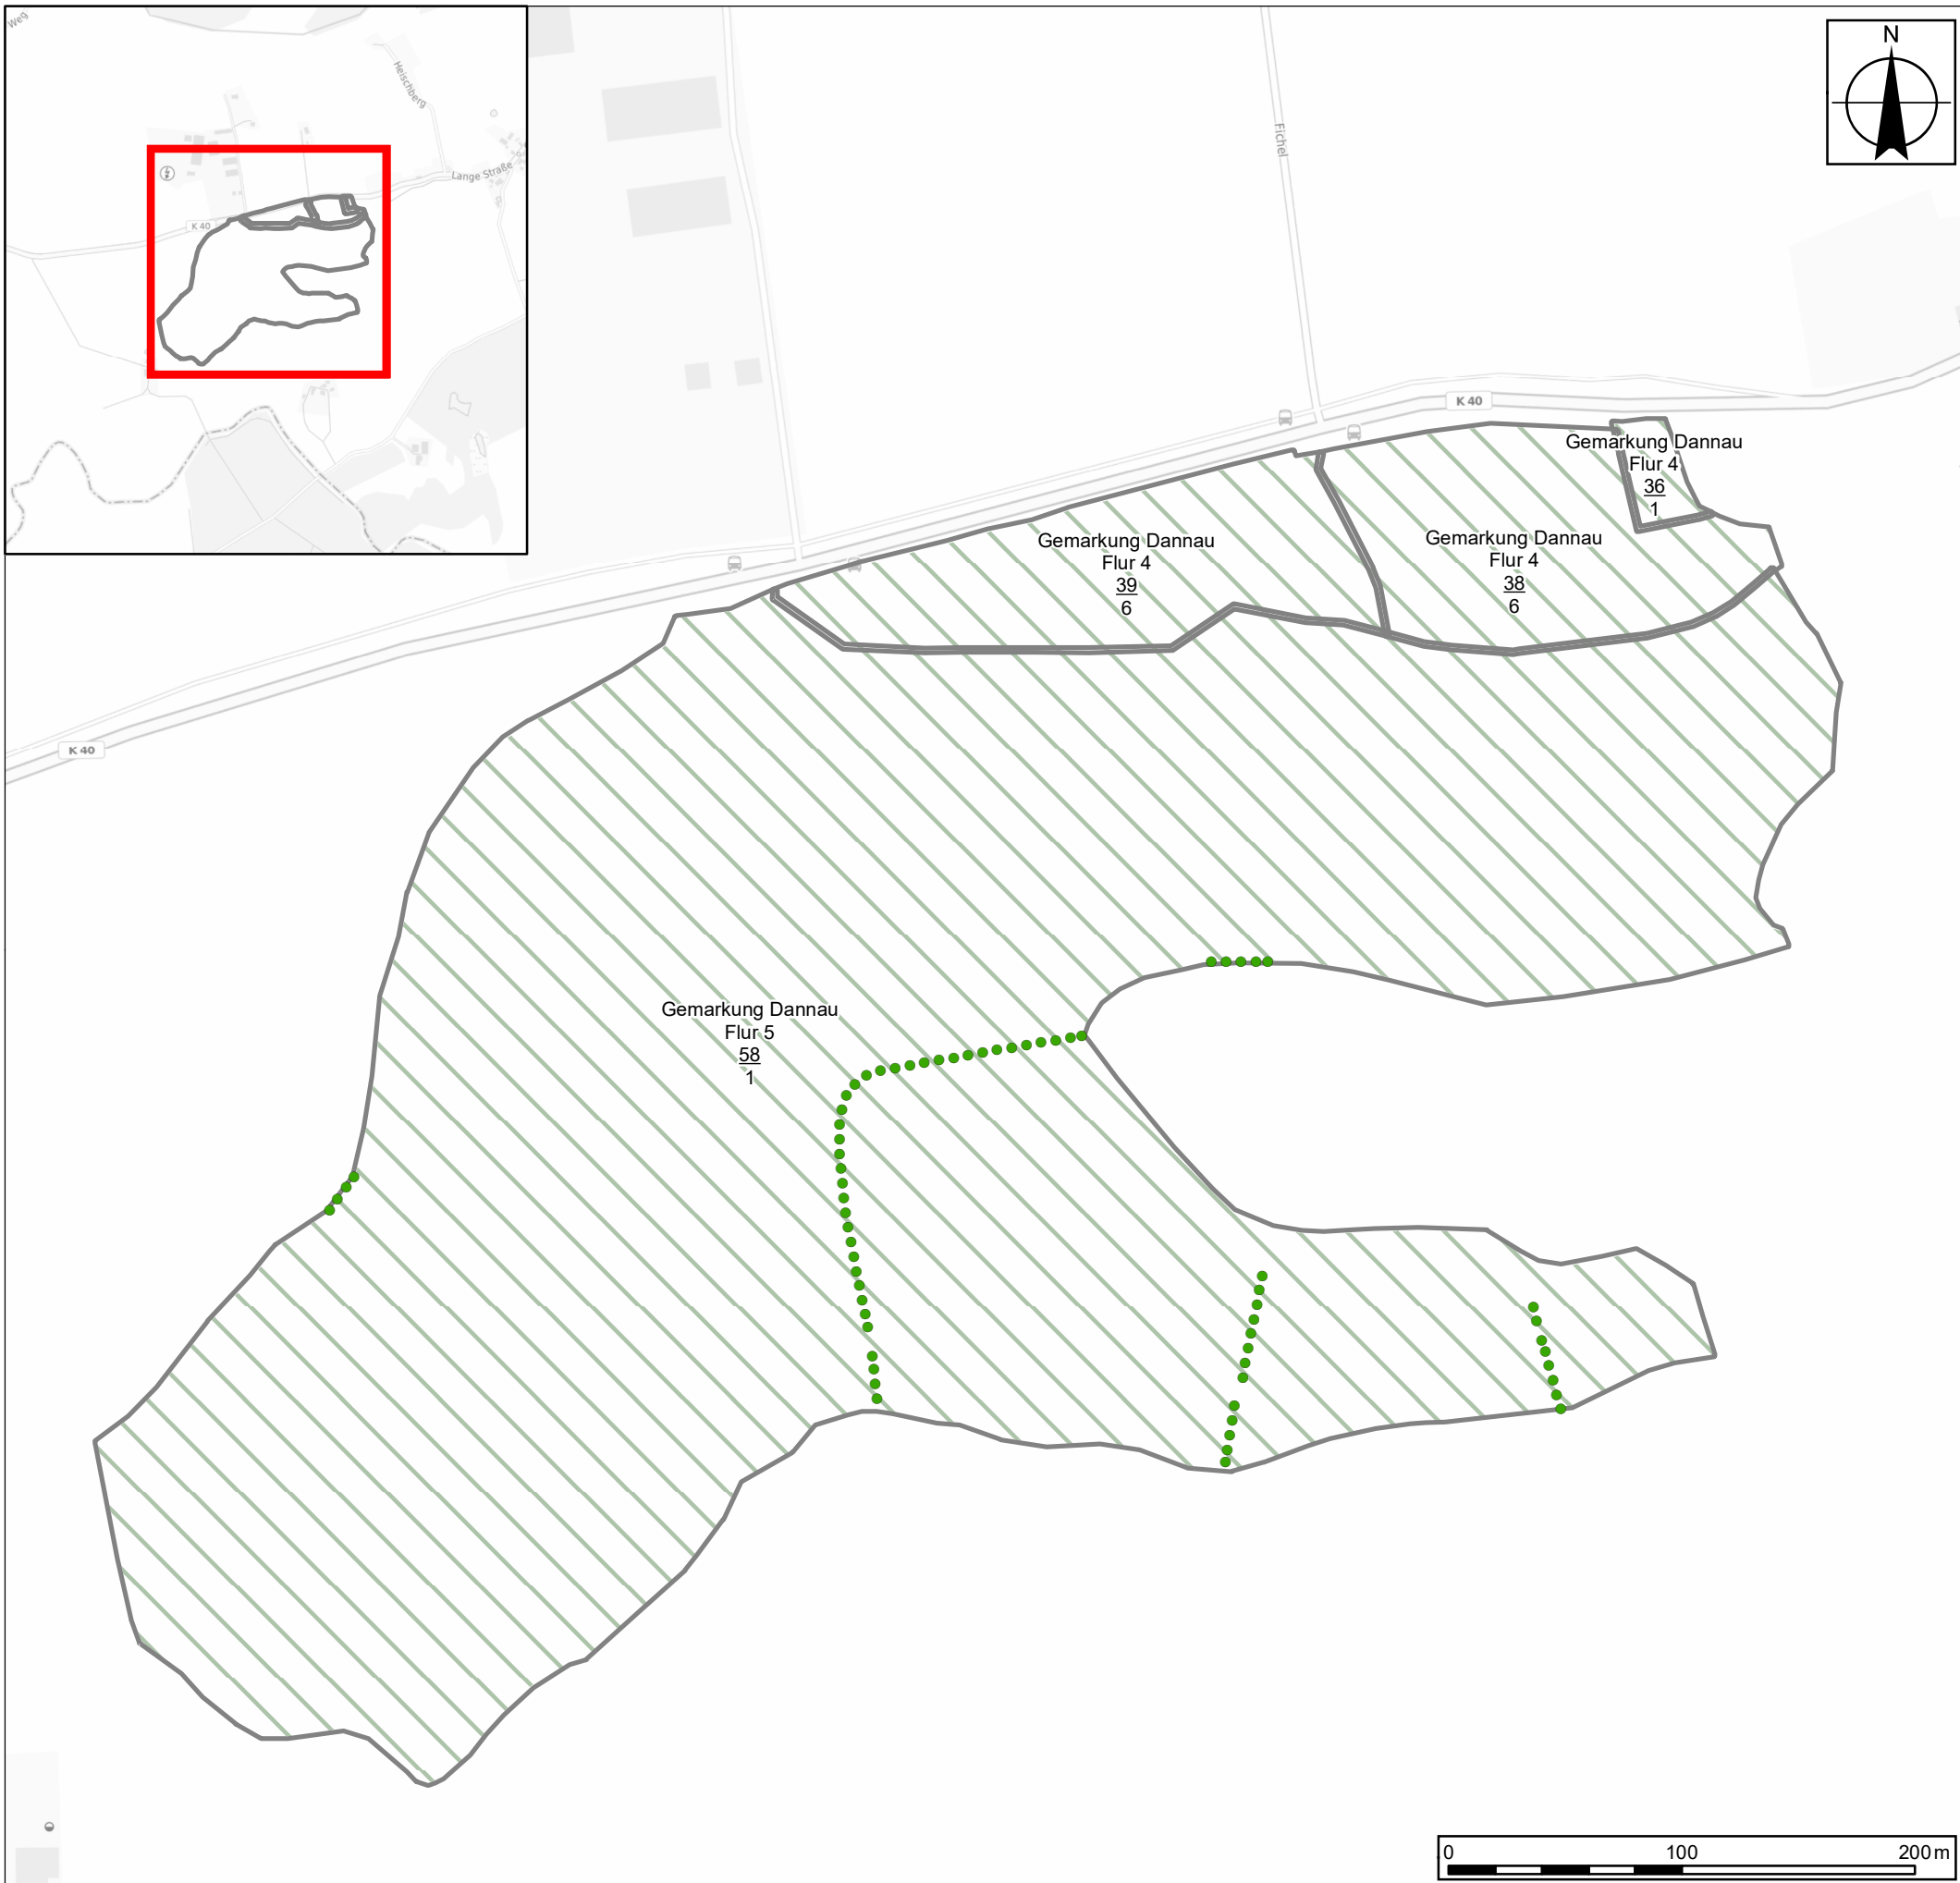 Weg
Heischberg
Lange Straße
K 40
N
Fichel
K 40
Gemarkung Dannau
Flur 4
36
1
Gemarkung Dannau
Flur 4
39
6
Gemarkung Dannau
Flur 4
38
6
K 40
Gemarkung Dannau
Flur 5
58
1
0 100 200 m